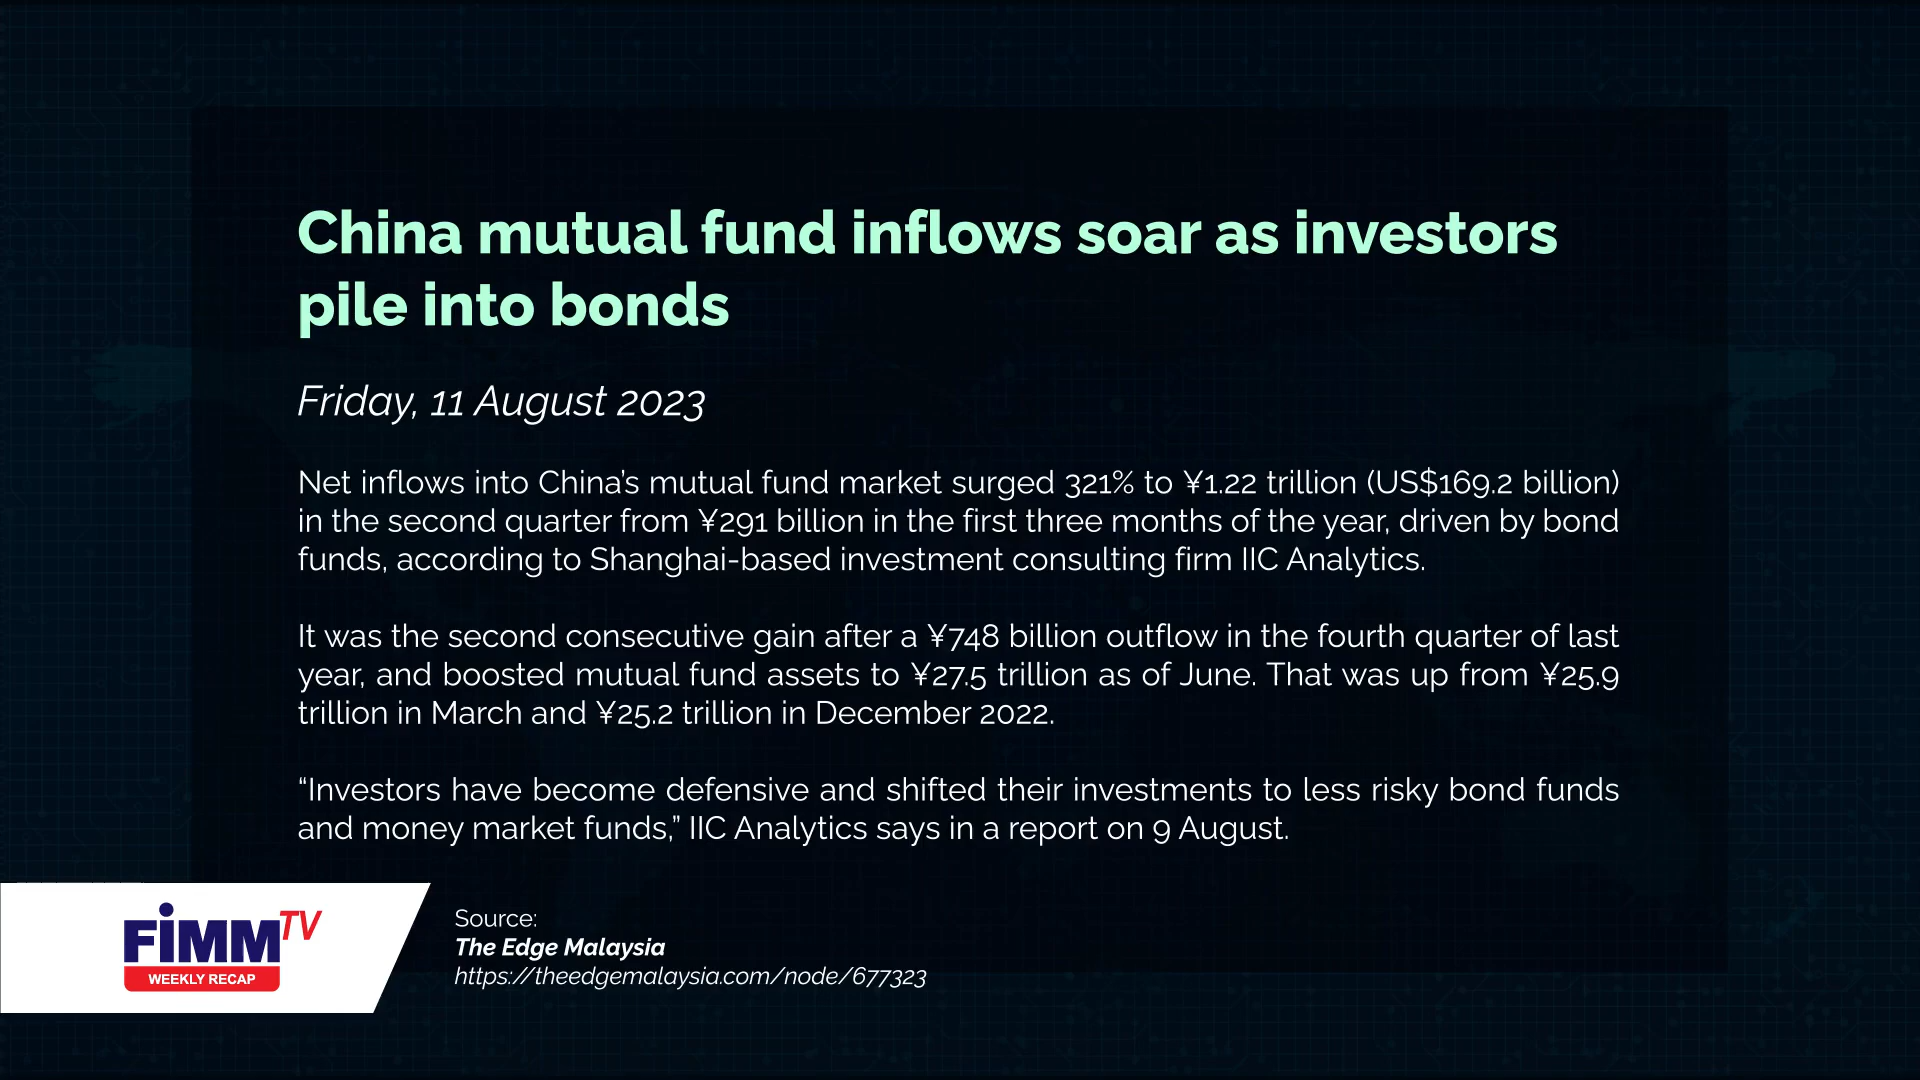 China mutual fund inflows soar as investors
pile into bonds
Friday, 11 August 2023
Net inflows into China’s mutual fund market surged 321% to ¥1.22 trillion (US$169.2 billion)
in the second quarter from ¥291 billion in the first three months of the year, driven by bond
funds, according to Shanghai-based investment consulting firm IIC Analytics.
It was the second consecutive gain after a ¥748 billion outflow in the fourth quarter of last
year, and boosted mutual fund assets to ¥27.5 trillion as of June. That was up from ¥25.9
trillion in March and ¥25.2 trillion in December 2022.
“Investors have become defensive and shifted their investments to less risky bond funds
and money market funds,” IIC Analytics says in a report on 9 August.
FiMM TV
WEEKLY RECAP
Source:
The Edge Malaysia
https://theedgemalaysia.com/node/677323